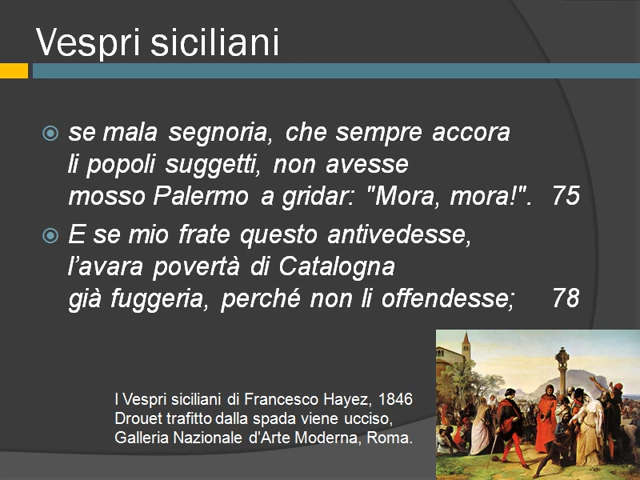 Vespri siciliani
se mala segnoria, che sempre accora
li popoli suggetti, non avesse
mosso Palermo a gridar: "Mora, mora!". 75
E se mio frate questo antivedesse,
l’avara povertà di Catalogna
già fuggeria, perché non li offendesse; 78
I Vespri siciliani di Francesco Hayez, 1846
Drouet trafitto dalla spada viene ucciso,
Galleria Nazionale d'Arte Moderna, Roma.